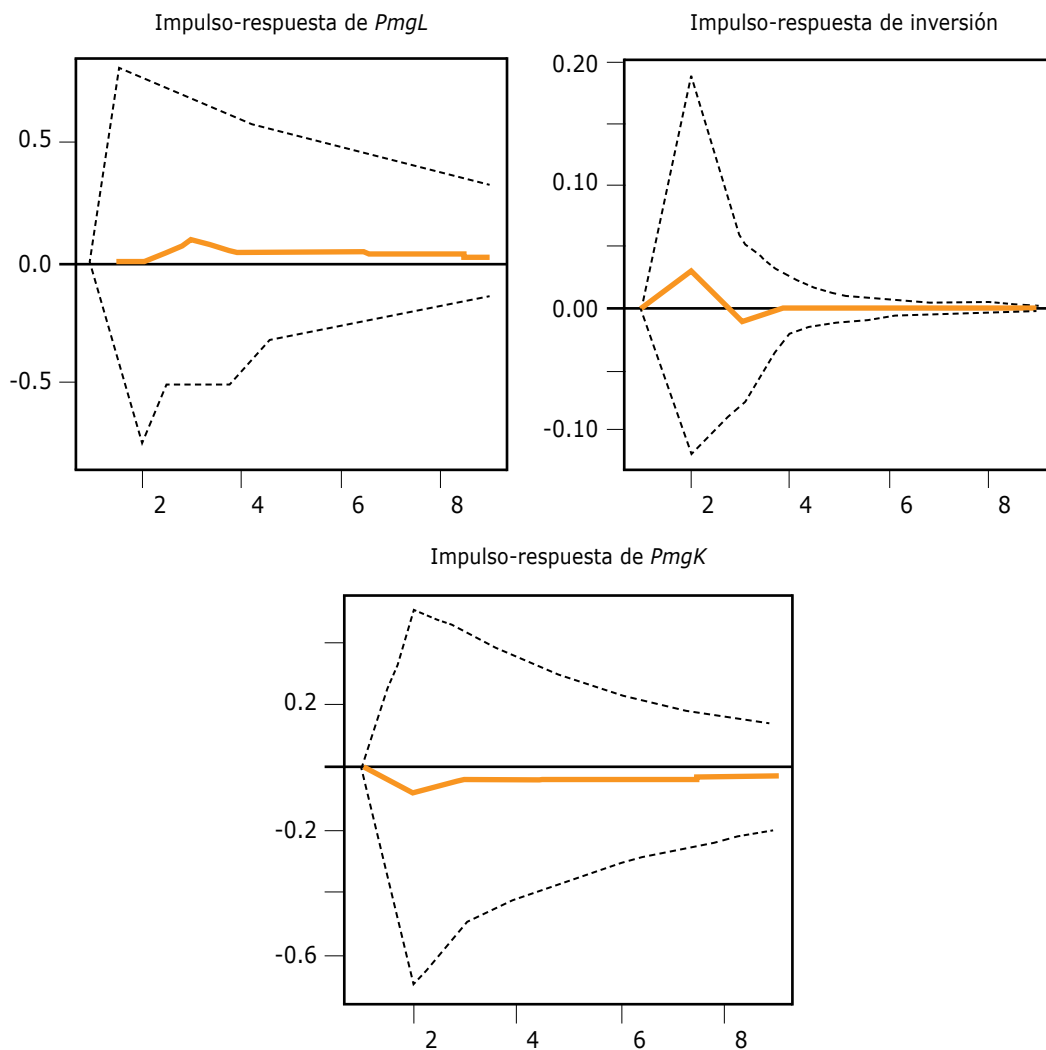 Impulso-respuesta de PmgL
0.5
0.0
-0.5
2 4 6 8
Impulso-respuesta de inversión
0.20
0.10
0.00
-0.10
2 4 6 8
Impulso-respuesta de PmgK
0.2
-0.2
-0.6
2 4 6 8